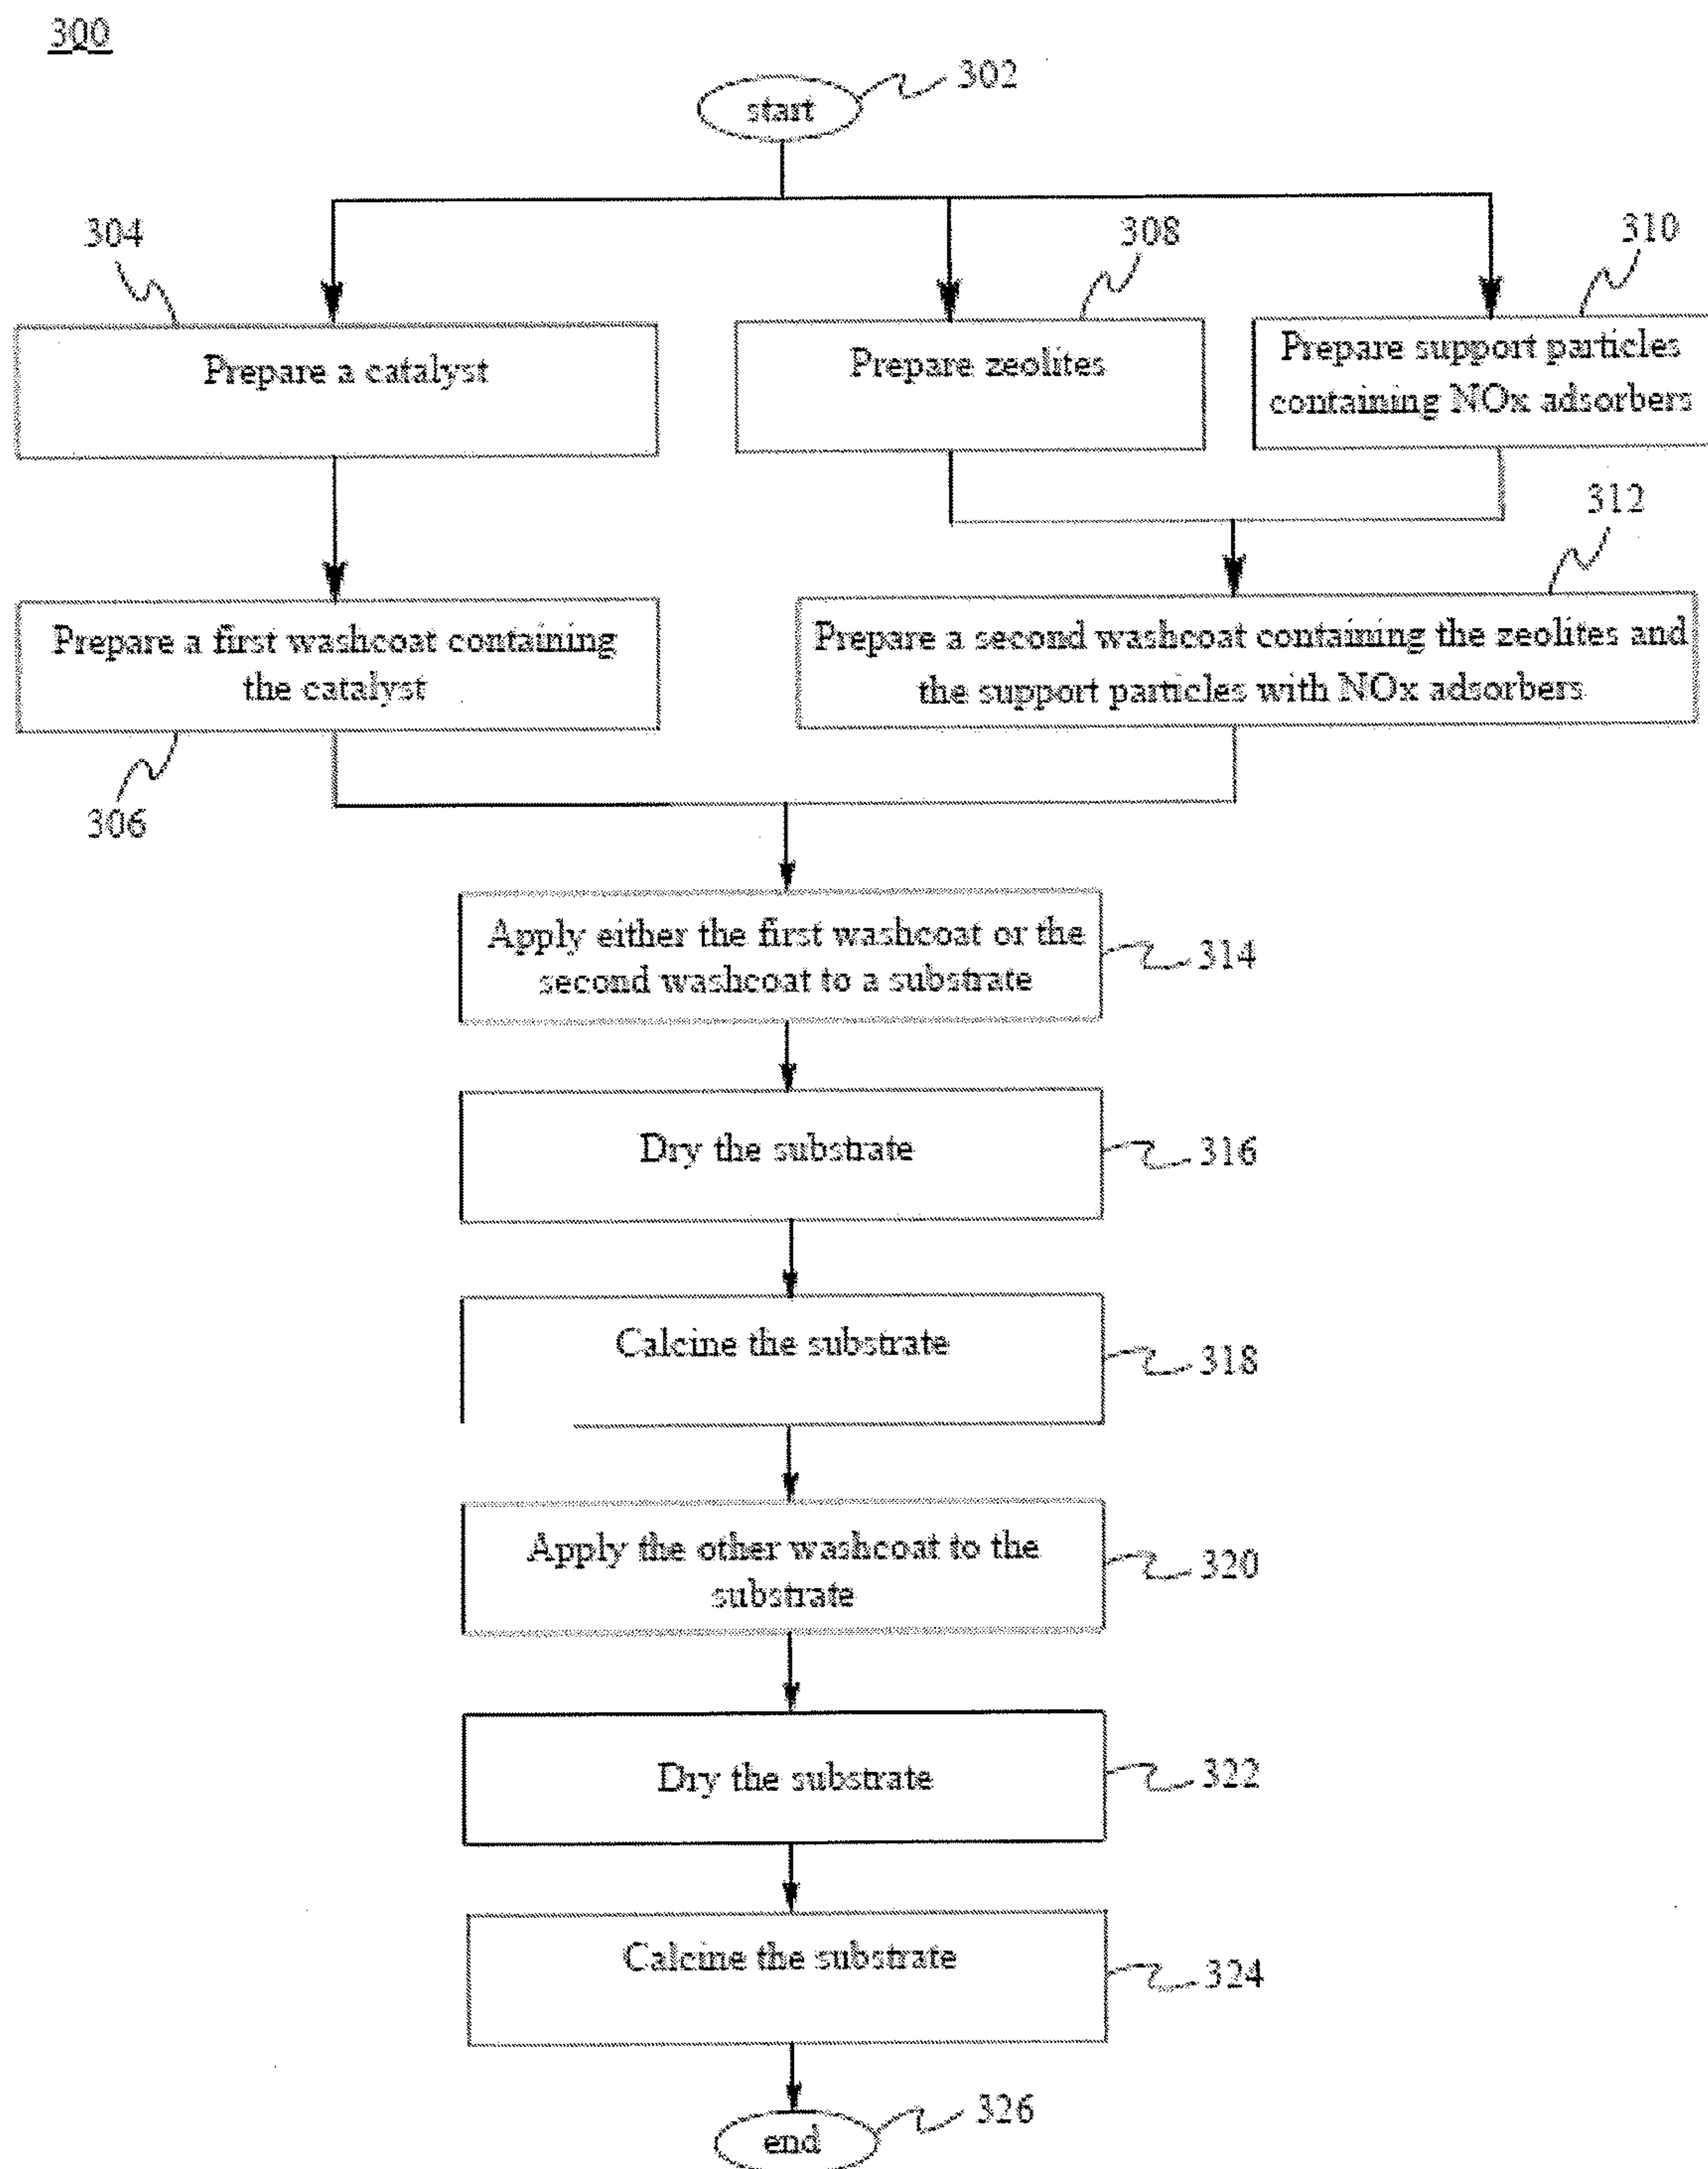 300
start
302
304
308
310
Prepare a catalyst
Prepare zeolites
Prepare support particles
containing NOx adsorbers
312
Prepare a first washcoat containing
the catalyst
Prepare a second washcoat containing the zeolites and
the support particles with NOx adsorbers
306
Apply either the first washcoat or the
second washcoat to a substrate
314
Dry the substrate
316
Calcine the substrate
318
Apply the other washcoat to the
substrate
320
Dry the substrate
322
Calcine the substrate
324
326
end